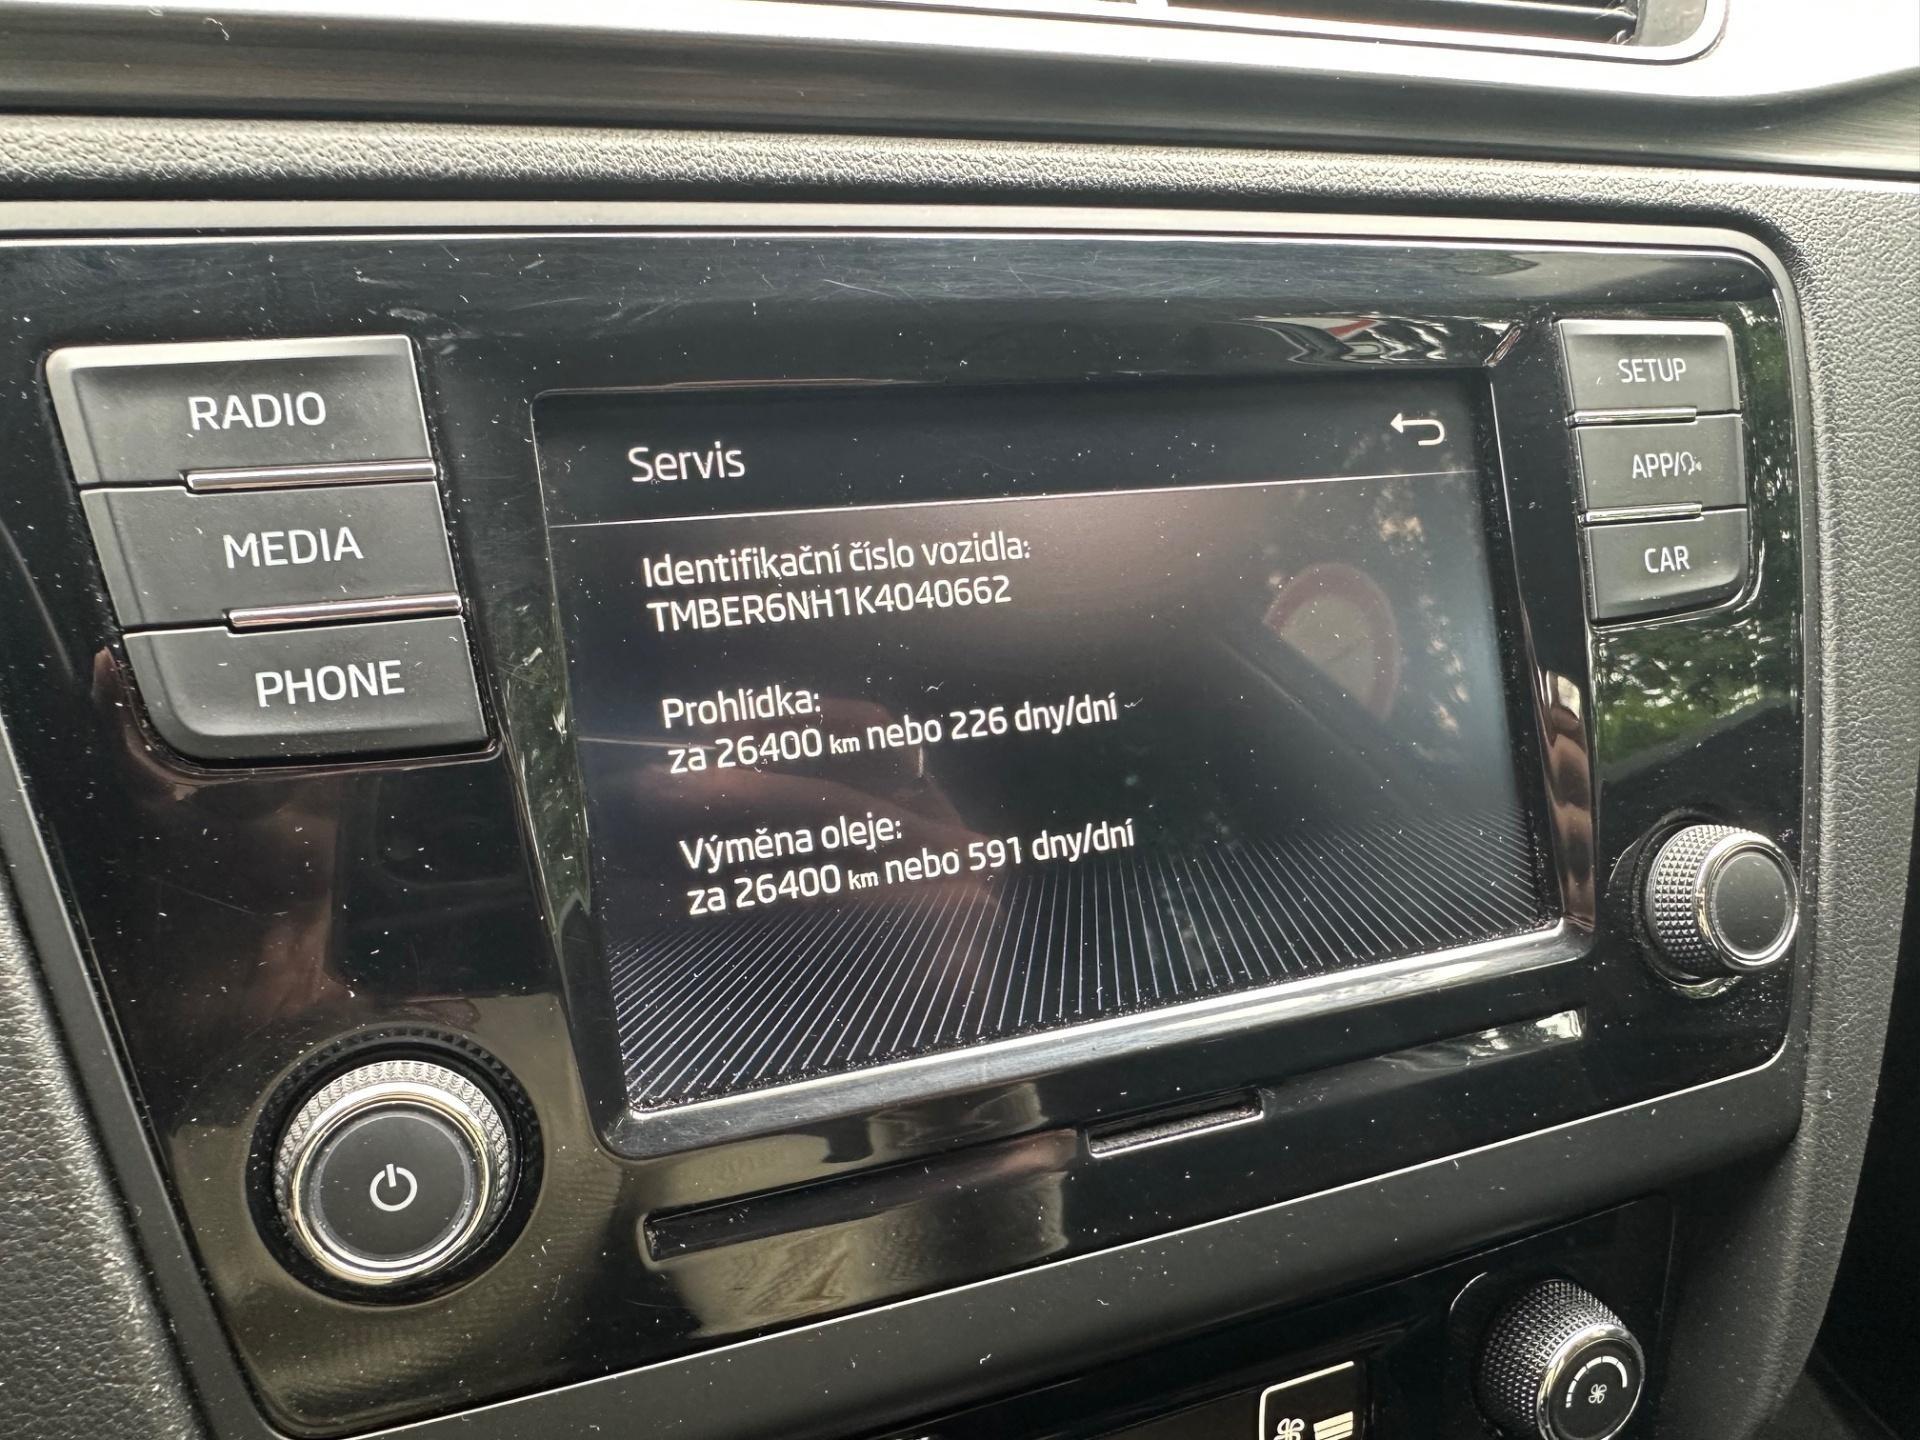 RADIO
MEDIA
PHONE
Servis
Identifikační číslo vozidla:
TMBER6NH1K4040662
Prohlídka:
za 26400 km nebo 226 dny/dní
Výměna oleje:
za 26400 km nebo 591 dny/dní
SETUP
APP/
CAR